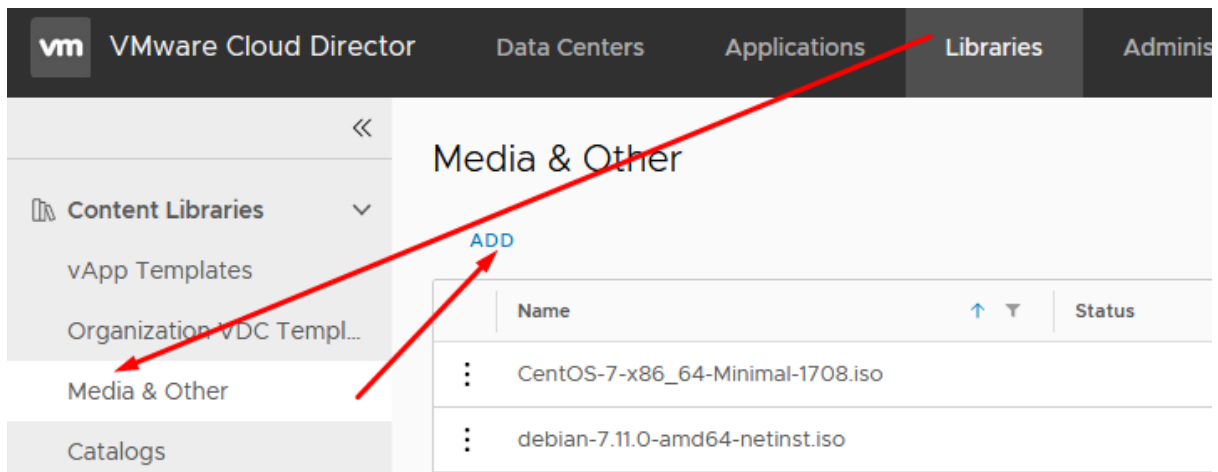 vm VMware Cloud Director Data Centers Applications Libraries Adminis
Media & Other
Content Libraries
ADD
vApp Templates
Name Status
Organization VDC Templ...
CentOS-7-x86_64-Minimal-1708.iso
Media & Other
debian-7.11.0-amd64-netinst.iso
Catalogs